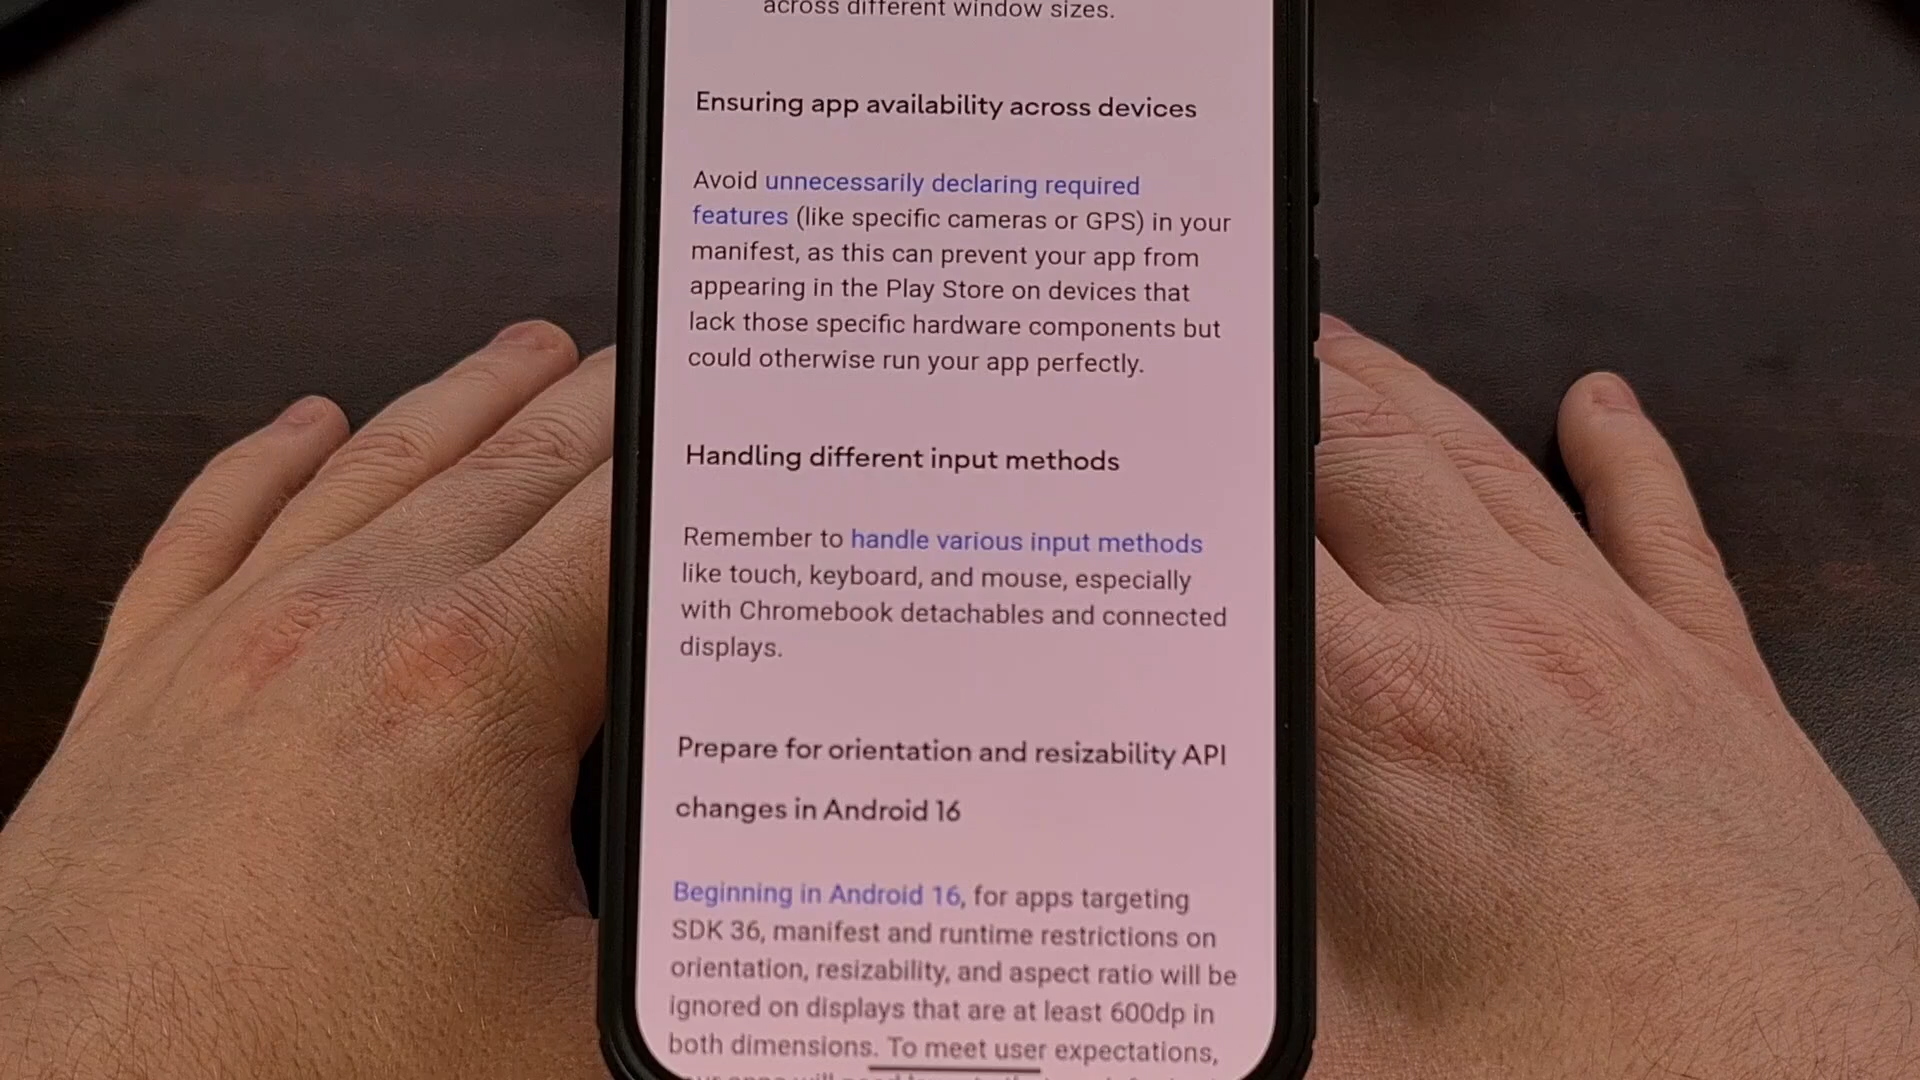 across different window sizes.
Ensuring app availability across devices
Avoid unnecessarily declaring required
features (like specific cameras or GPS) in your
manifest, as this can prevent your app from
appearing in the Play Store on devices that
lack those specific hardware components but
could otherwise run your app perfectly.
Handling different input methods
Remember to handle various input methods
like touch, keyboard, and mouse, especially
with Chromebook detachables and connected
displays.
Prepare for orientation and resizability API
changes in Android 16
Beginning in Android 16, for apps targeting
SDK 36, manifest and runtime restrictions on
orientation, resizability, and aspect ratio will be
ignored on displays that are at least 600dp in
both dimensions. To meet user expectations,